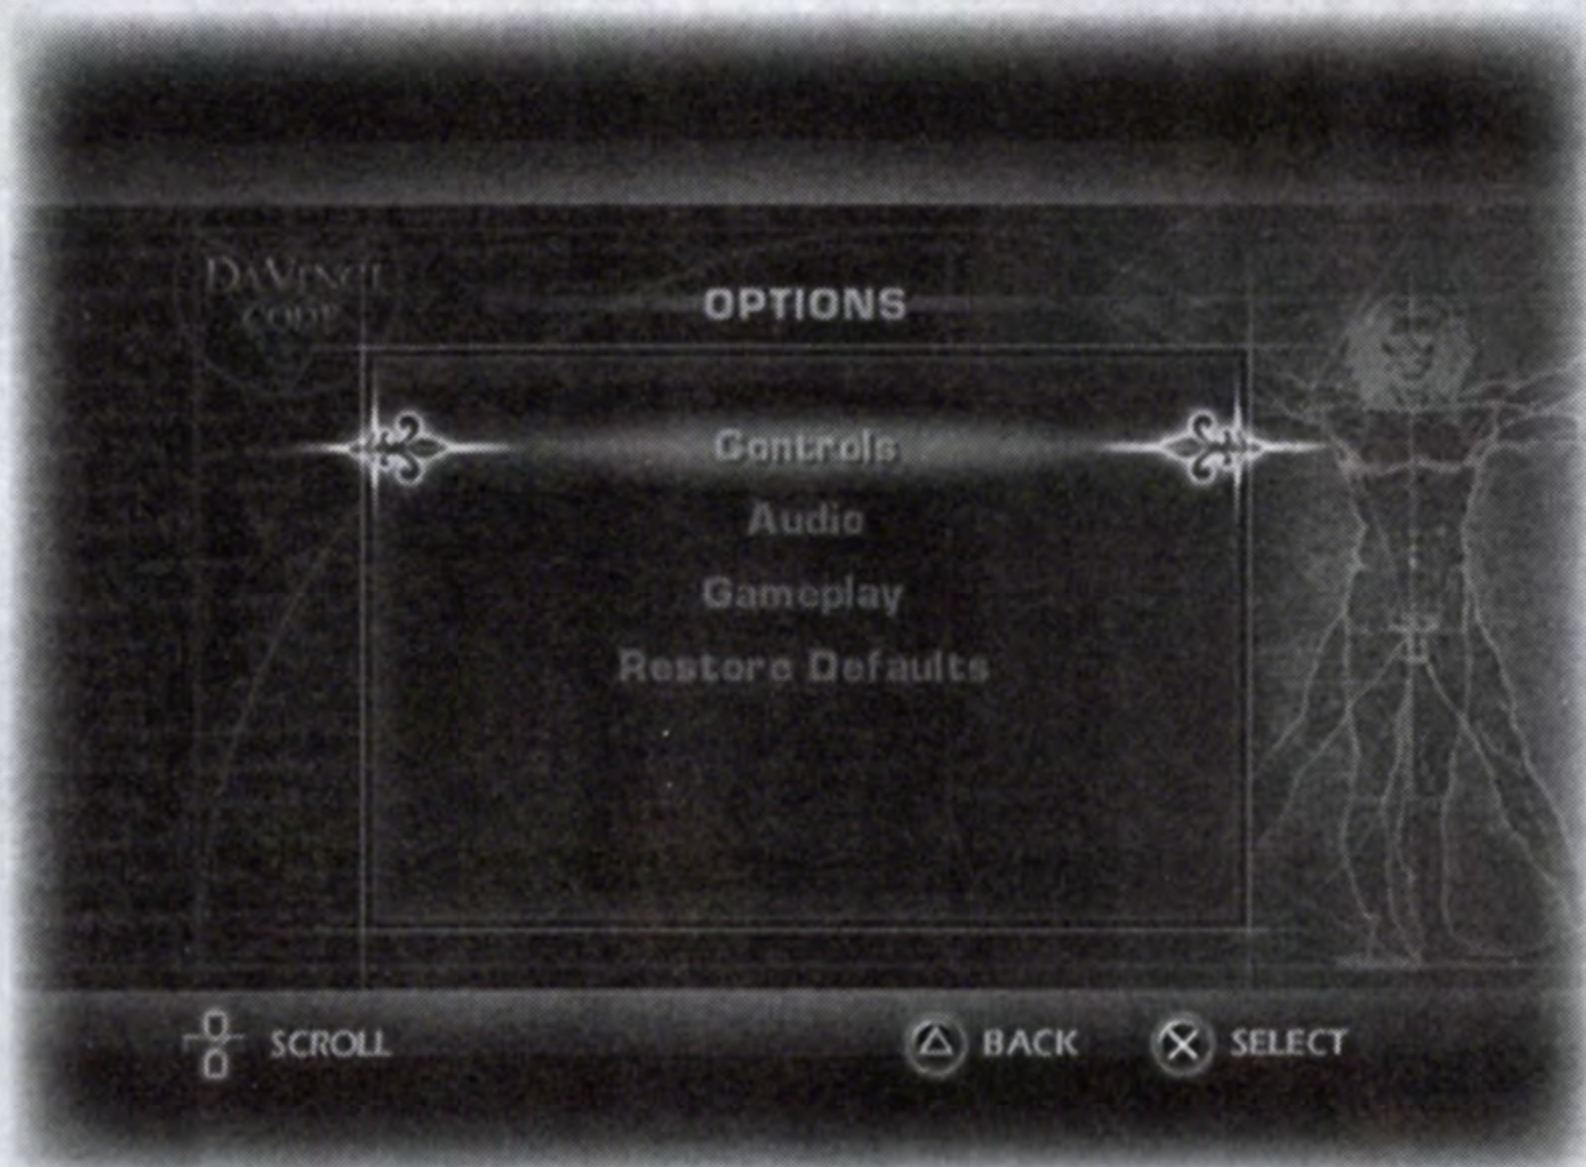 DAVINCI
CODE
OPTIONS
Controls
Audio
Gameplay
Restore Defaults
SCROLL
BACK
SELECT